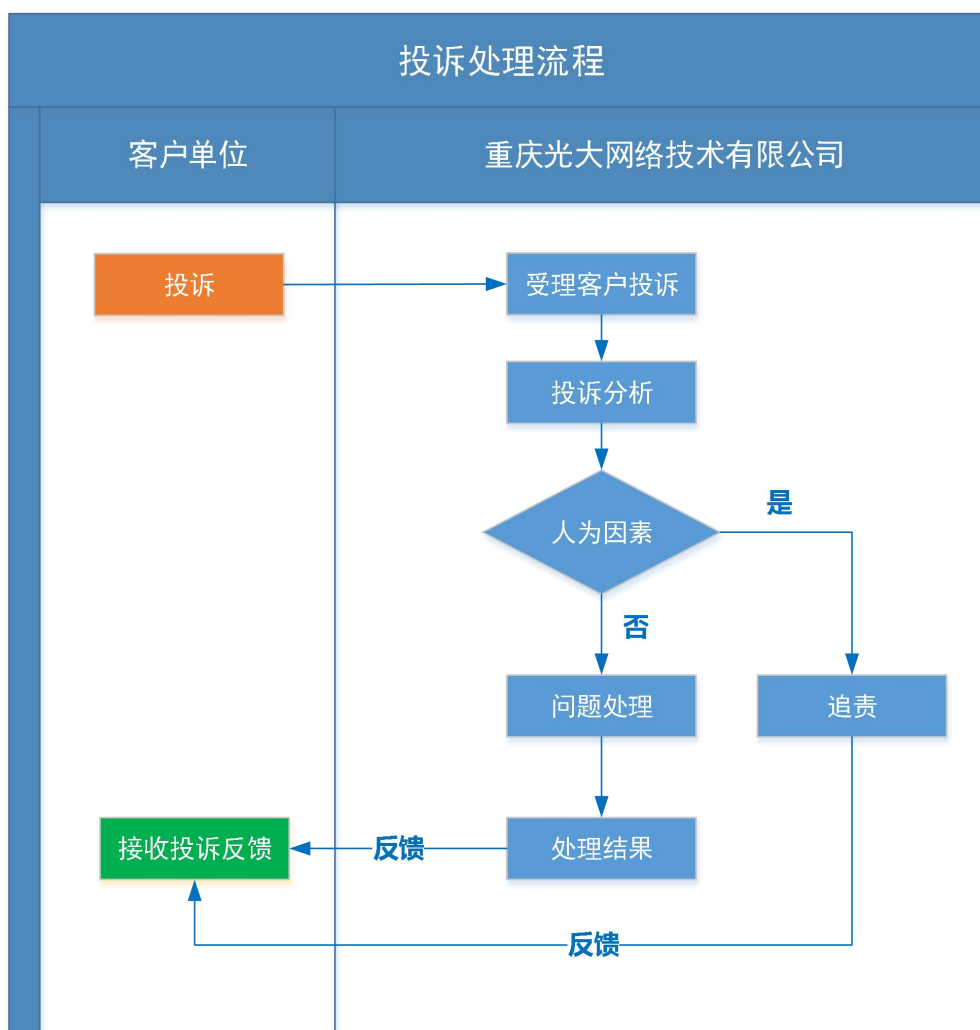 投诉处理流程
客户单位
重庆光大网络技术有限公司
投诉
受理客户投诉
投诉分析
人为因素
是
否
问题处理
追责
接收投诉反馈
反馈
处理结果
反馈